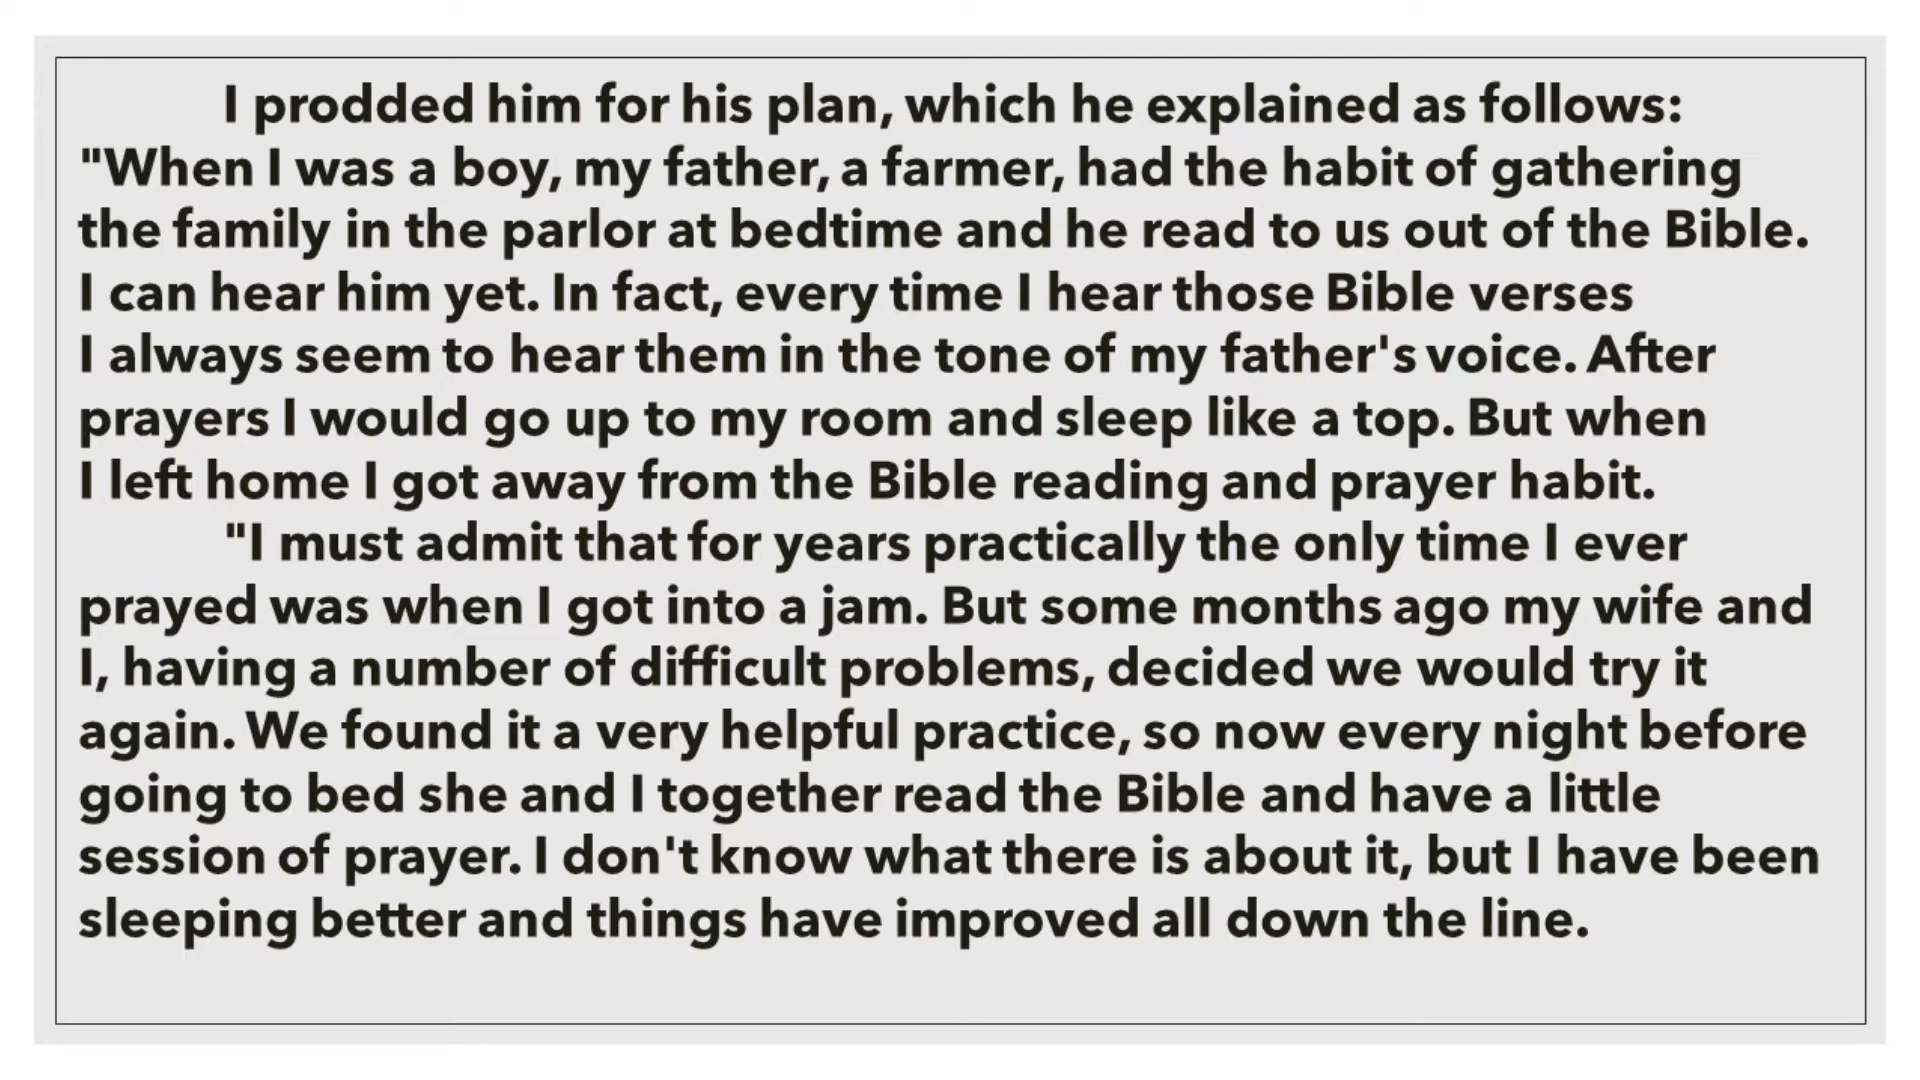 I prodded him for his plan, which he explained as follows:
"When I was a boy, my father, a farmer, had the habit of gathering
the family in the parlor at bedtime and he read to us out of the Bible.
I can hear him yet. In fact, every time I hear those Bible verses
I always seem to hear them in the tone of my father's voice. After
prayers I would go up to my room and sleep like a top. But when
I left home I got away from the Bible reading and prayer habit.
"I must admit that for years practically the only time I ever
prayed was when I got into a jam. But some months ago my wife and
I, having a number of difficult problems, decided we would try it
again. We found it a very helpful practice, so now every night before
going to bed she and I together read the Bible and have a little
session of prayer. I don't know what there is about it, but I have been
sleeping better and things have improved all down the line.